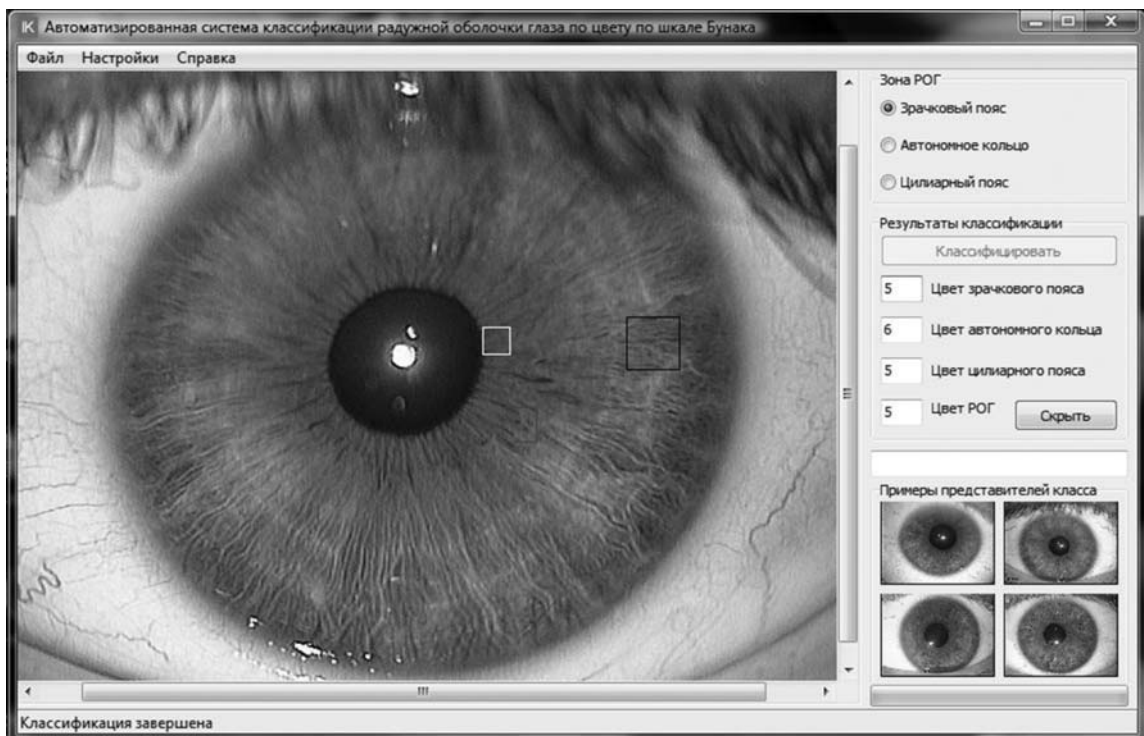 Автоматизированная система классификации радужной оболочки глаза по цвету по шкале Бунака
Файл Настройки Справка
Зона РОГ
Зрачковый пояс
Автономное кольцо
Цилиарный пояс
Результаты классификации
Классифицировать
5 Цвет зрачкового пояса
6 Цвет автономного кольца
5 Цвет цилиарного пояса
5 Цвет РОГ Скрыть
Примеры представителей класса
Классификация завершена